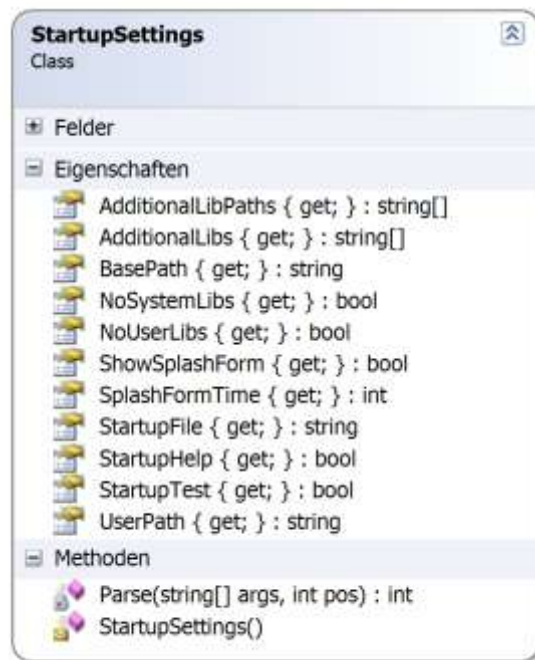 StartupSettings
Class
Felder
Eigenschaften
AdditionalLibPaths { get; } : string[]
AdditionalLibs { get; } : string[]
BasePath { get; } : string
NoSystemLibs { get; } : bool
NoUserLibs { get; } : bool
ShowSplashForm { get; } : bool
SplashFormTime { get; } : int
StartupFile { get; } : string
StartupHelp { get; } : bool
StartupTest { get; } : bool
UserPath { get; } : string
Methoden
Parse(string[] args, int pos) : int
StartupSettings()